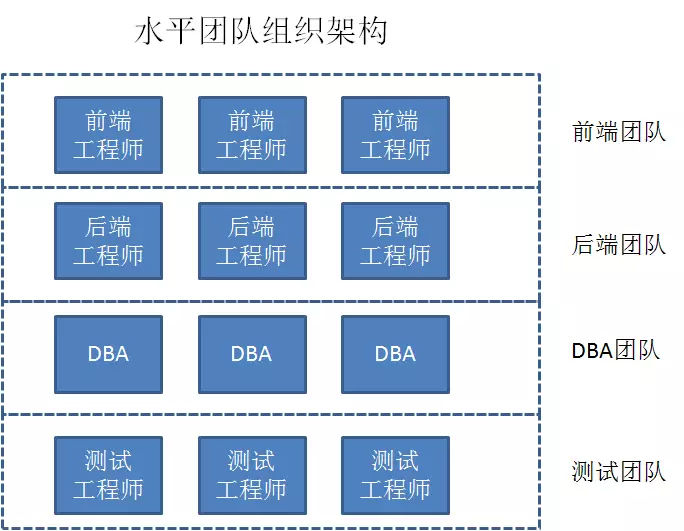 水平团队组织架构
前端 前端 前端
工程师 工程师 工程师
前端团队
后端 后端 后端
工程师 工程师 工程师
后端团队
DBA DBA DBA
DBA团队
测试 测试 测试
工程师 工程师 工程师
测试团队